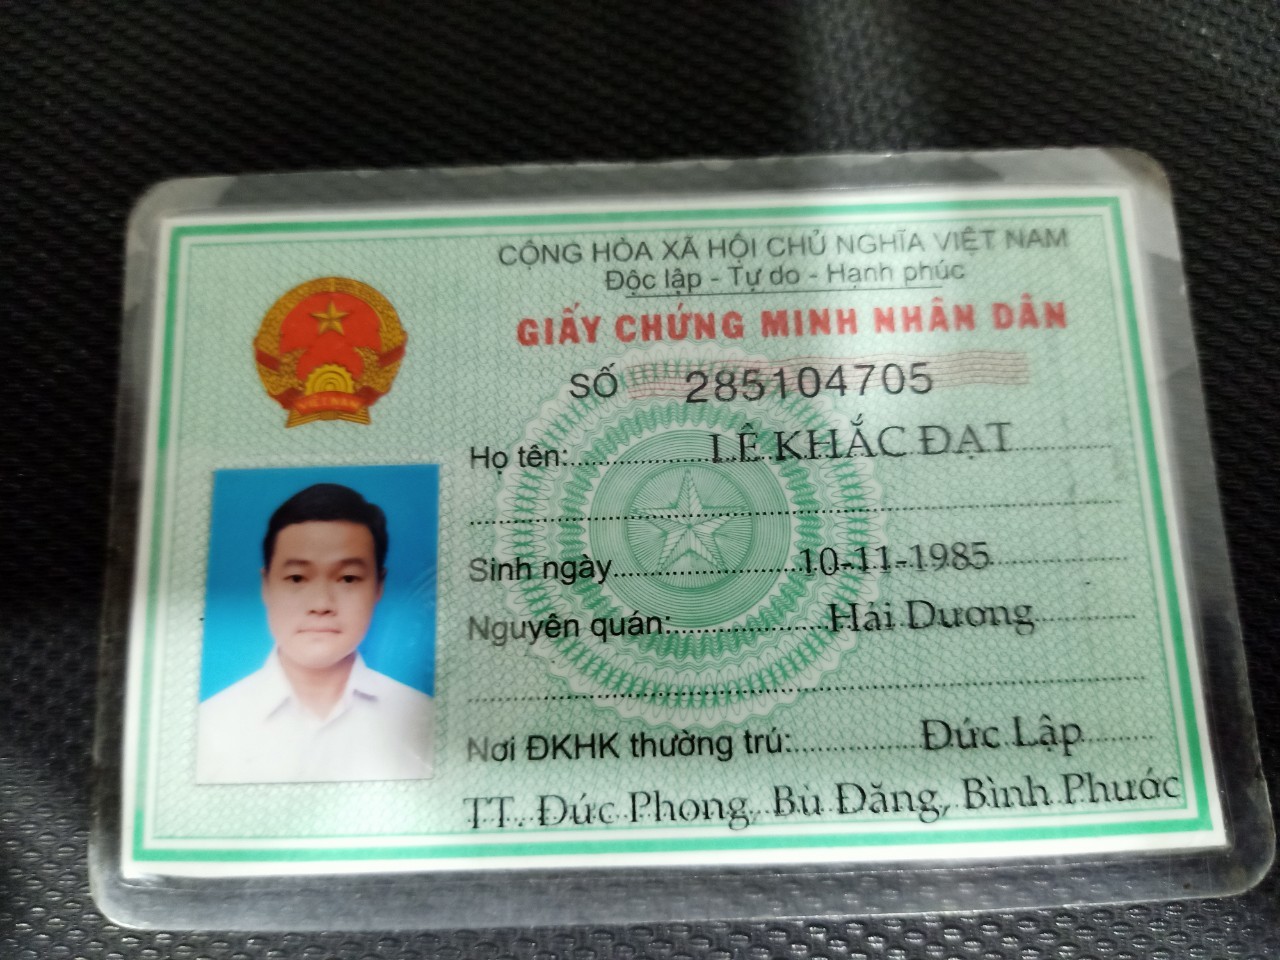 CỘNG HÒA XÃ HỘI CHỦ NGHĨA VIỆT NAM
Độc lập - Tự do - Hạnh phúc
GIẤY CHỨNG MINH NHÂN DÂN
SỐ 285104705
Họ tên: LÊ KHẮC ĐẠT
Sinh ngày 10-11-1985
Nguyên quán: Hải Dương
Nơi ĐKHK thường trú: Đức Lập
TT. Đức Phong, Bù Đăng, Bình Phước
VIỆT NAM